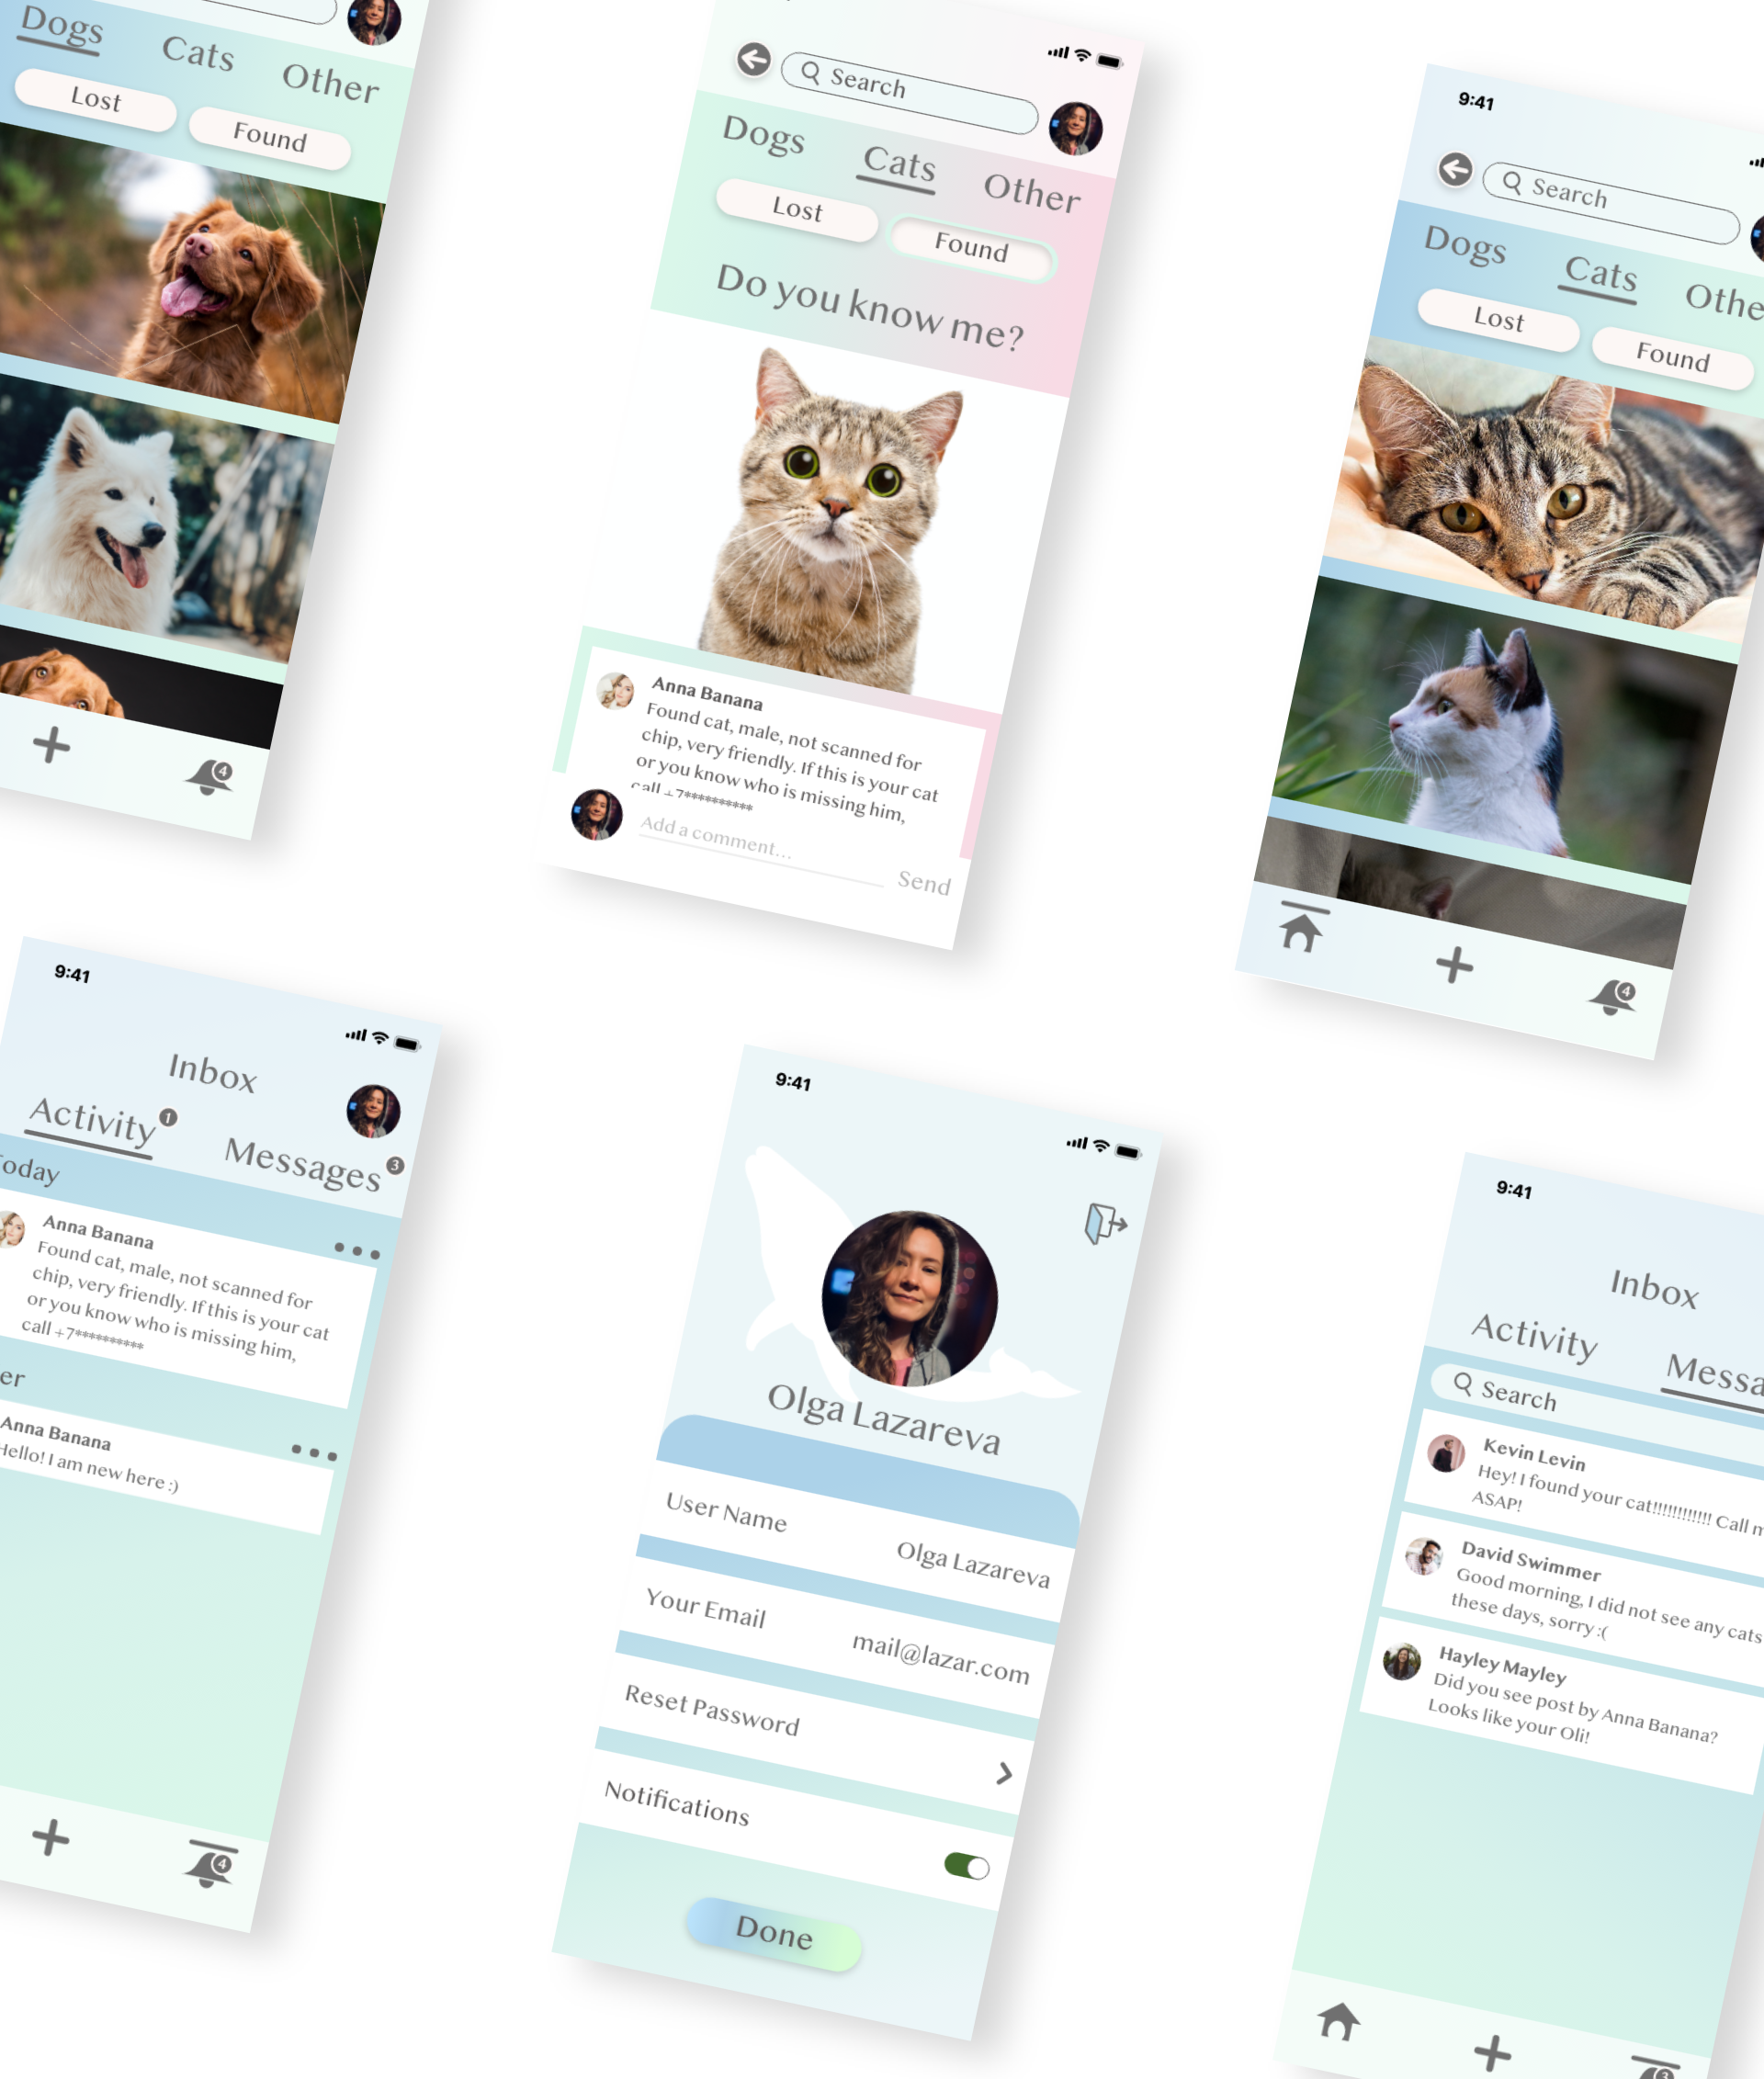 Dogs
Cats
Other
Lost
Found
4
Search
Dogs
Cats
Other
Lost
Found
Do you know me?
Anna Banana
Found cat, male, not scanned for
chip, very friendly. If this is your cat
or you know who is missing him,
call +7**********
Add a comment...
Send
9:41
Search
Dogs
Cats
Othe
Lost
Found
4
9:41
Inbox
Activity 1
Messages 3
oday
Anna Banana
Found cat, male, not scanned for
chip, very friendly. If this is your cat
or you know who is missing him,
call +7**********
er
Anna Banana
Hello! I am new here :)
4
9:41
Olga Lazareva
User Name
Olga Lazareva
Your Email
mail@lazar.com
Reset Password
Notifications
Done
9:41
Inbox
Activity
Messa
Search
Kevin Levin
Hey! I found your cat!!!!!!!!!!!! Call m
ASAP!
David Swimmer
Good morning, I did not see any cats
these days, sorry :(
Hayley Mayley
Did you see post by Anna Banana?
Looks like your Oli!
3